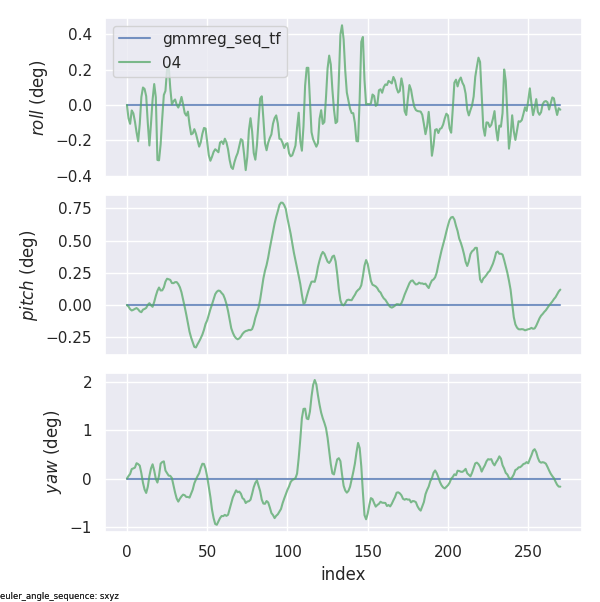 gmmreg_seq_tf
04
0.4
0.2
0.0
−0.2
−0.4
roll (deg)
0.75
0.50
0.25
0.00
−0.25
pitch (deg)
2
1
0
−1
yaw (deg)
0 50 100 150 200 250
index
euler_angle_sequence: sxyz